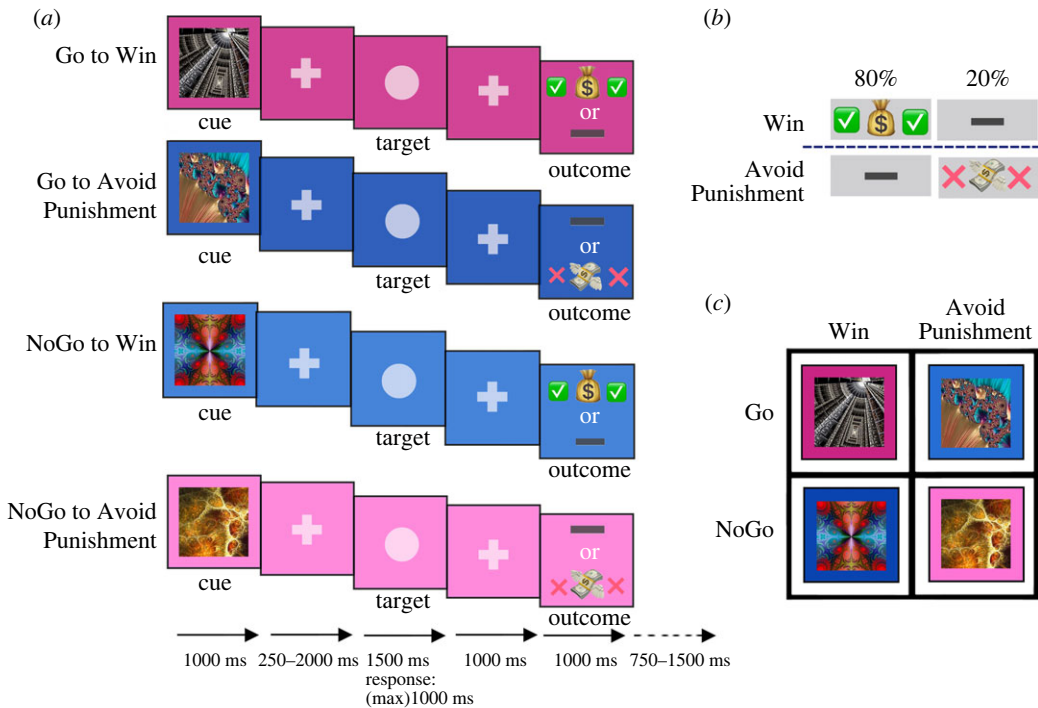 (a)
Go to Win
cue
target
or
outcome
Go to Avoid
Punishment
cue
target
or
outcome
NoGo to Win
cue
target
or
outcome
NoGo to Avoid
Punishment
cue
target
or
outcome
1000 ms
250–2000 ms
1500 ms
response:
(max)1000 ms
1000 ms
1000 ms
750–1500 ms
(b)
80% 20%
Win
Avoid
Punishment
(c)
Win
Avoid
Punishment
Go
NoGo